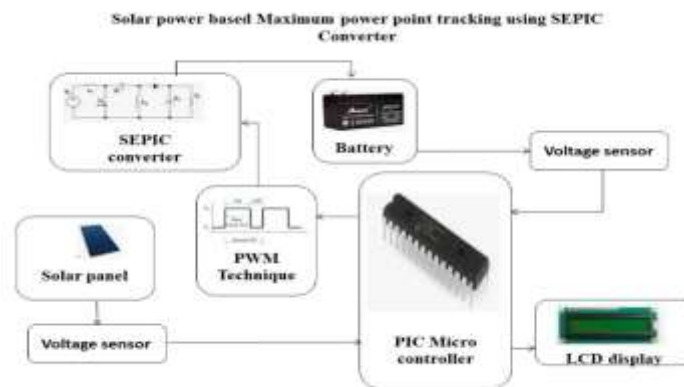 Solar power based Maximum power point tracking using SEPIC
Converter
SEPIC
converter
Battery
Voltage sensor
PWM
Technique
Solar panel
Voltage sensor
PIC Micro
controller
LCD display